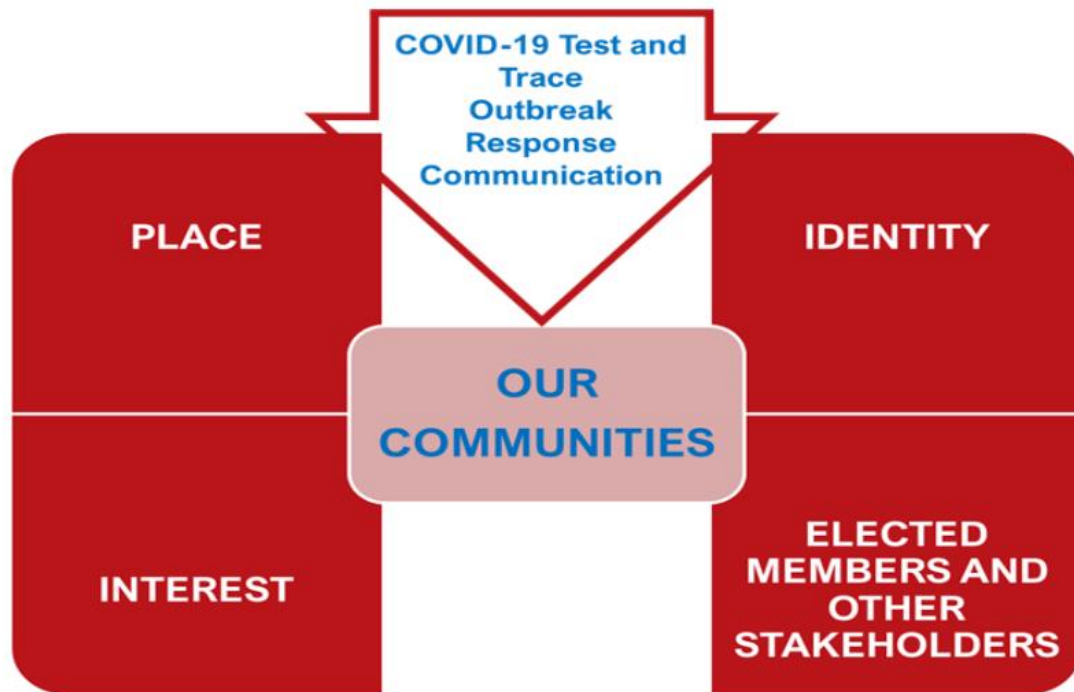 COVID-19 Test and
Trace
Outbreak
Response
Communication
PLACE
IDENTITY
OUR
COMMUNITIES
INTEREST
ELECTED
MEMBERS AND
OTHER
STAKEHOLDERS